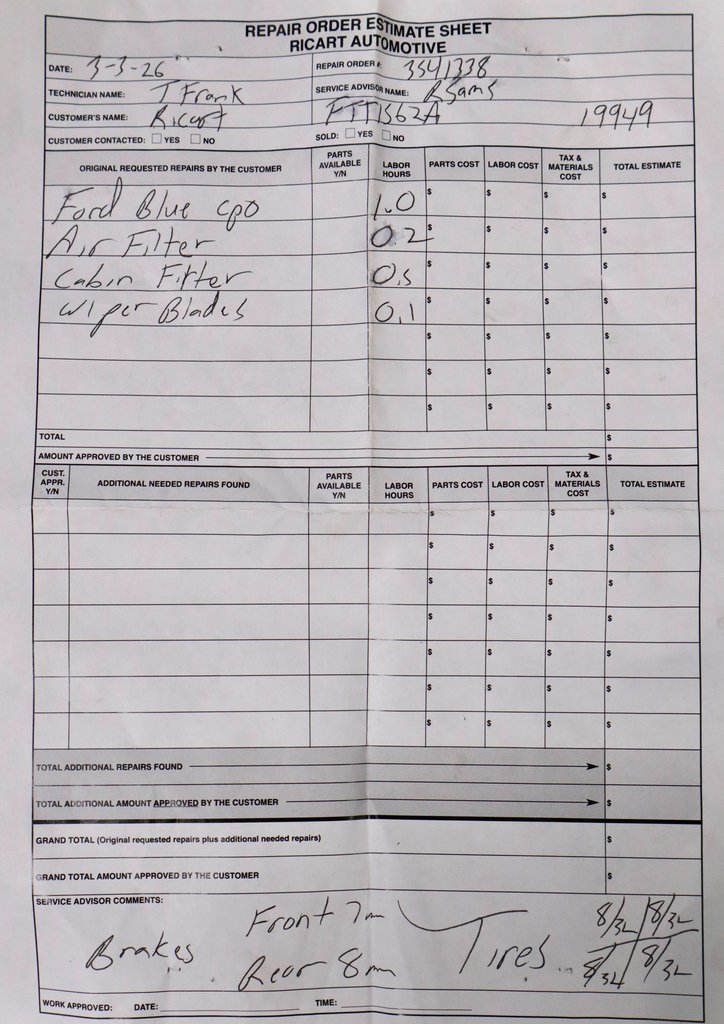 REPAIR ORDER ESTIMATE SHEET
RICART AUTOMOTIVE
DATE: 3-3-26 REPAIR ORDER #: 3541338
TECHNICIAN NAME: T Frank SERVICE ADVISOR NAME: R Sams
CUSTOMER'S NAME: Ricart FTT1562A 19949
CUSTOMER CONTACTED: YES NO SOLD: YES NO
ORIGINAL REQUESTED REPAIRS BY THE CUSTOMER PARTS AVAILABLE Y/N LABOR HOURS PARTS COST LABOR COST TAX & MATERIALS COST TOTAL ESTIMATE
Ford Blue CPO 1.0 $ $ $ $
Air Filter 0.2 $ $ $ $
Cabin Filter 0.5 $ $ $ $
Wiper Blades 0.1 $ $ $ $
$ $ $ $
$ $ $ $
$ $ $ $
TOTAL $
AMOUNT APPROVED BY THE CUSTOMER $
CUST. APPR. Y/N ADDITIONAL NEEDED REPAIRS FOUND PARTS AVAILABLE Y/N LABOR HOURS PARTS COST LABOR COST TAX & MATERIALS COST TOTAL ESTIMATE
$ $ $ $
$ $ $ $
$ $ $ $
$ $ $ $
$ $ $ $
$ $ $ $
$ $ $ $
TOTAL ADDITIONAL REPAIRS FOUND $
TOTAL ADDITIONAL AMOUNT APPROVED BY THE CUSTOMER $
GRAND TOTAL (Original requested repairs plus additional needed repairs) $
GRAND TOTAL AMOUNT APPROVED BY THE CUSTOMER $
SERVICE ADVISOR COMMENTS:
Front 7mm 8/32 8/32
Brakes Tires
Rear 8mm 8/32 8/32
WORK APPROVED: DATE: TIME: